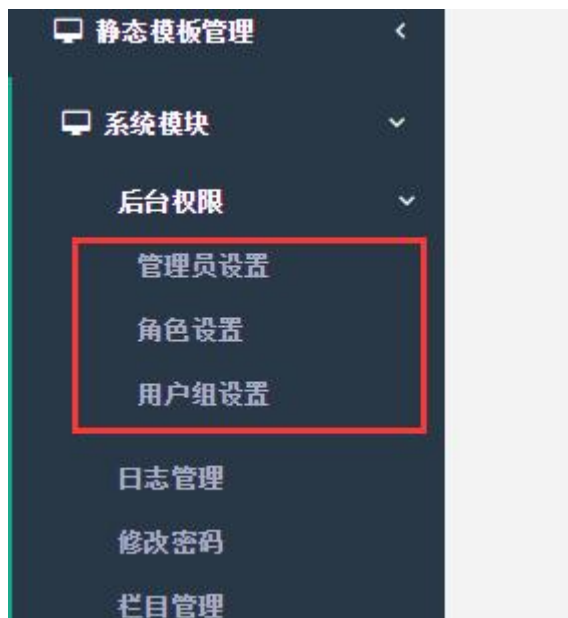 静态模板管理
系统模块
后台权限
管理员设置
角色设置
用户组设置
日志管理
修改密码
栏目管理